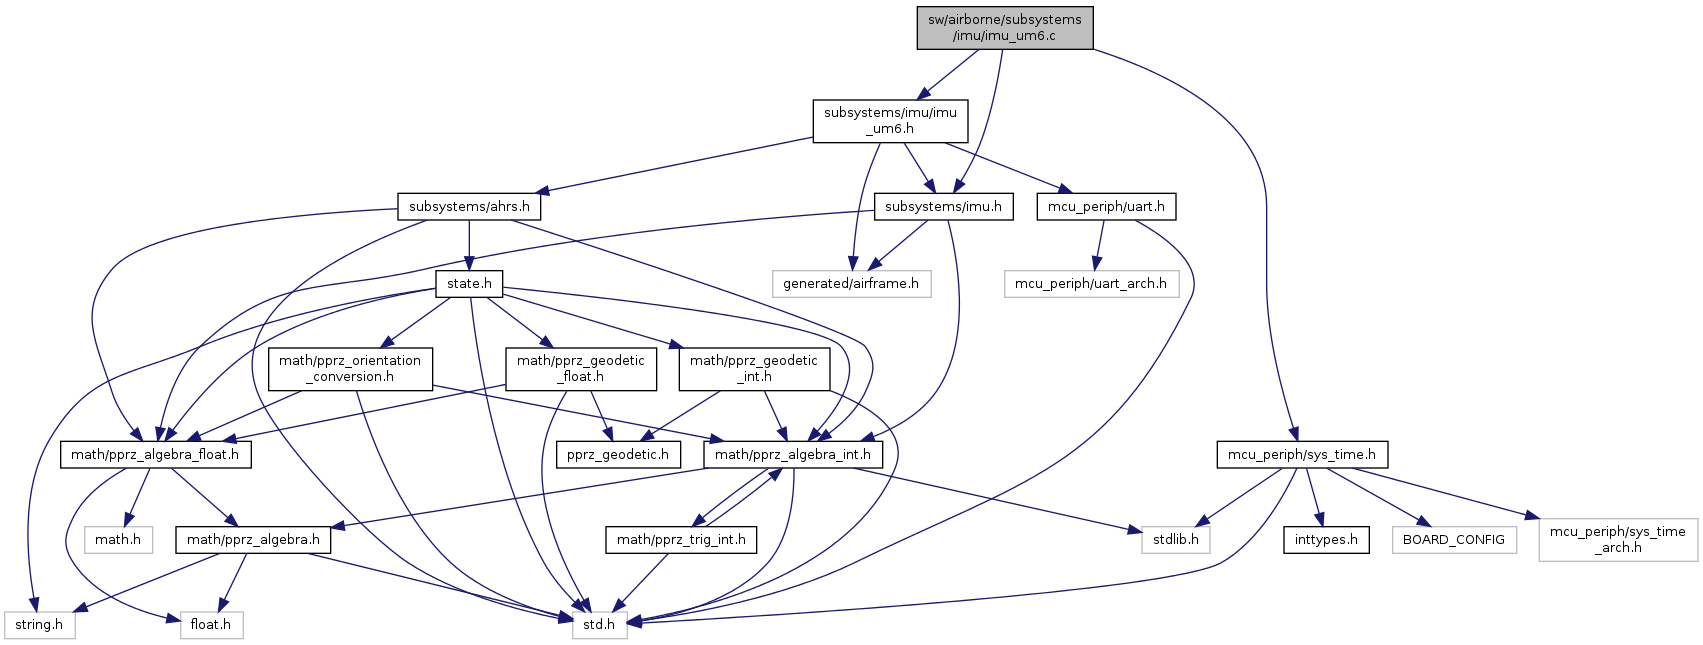 sw/airborne/subsystems
/imu/imu_um6.c
subsystems/imu/imu
_um6.h
subsystems/ahrs.h
subsystems/imu.h
mcu_periph/uart.h
state.h
generated/airframe.h
mcu_periph/uart_arch.h
math/pprz_orientation
_conversion.h
math/pprz_geodetic
_float.h
math/pprz_geodetic
_int.h
math/pprz_algebra_float.h
pprz_geodetic.h
math/pprz_algebra_int.h
mcu_periph/sys_time.h
math.h
math/pprz_algebra.h
math/pprz_trig_int.h
stdlib.h
inttypes.h
BOARD_CONFIG
mcu_periph/sys_time
_arch.h
string.h
float.h
std.h